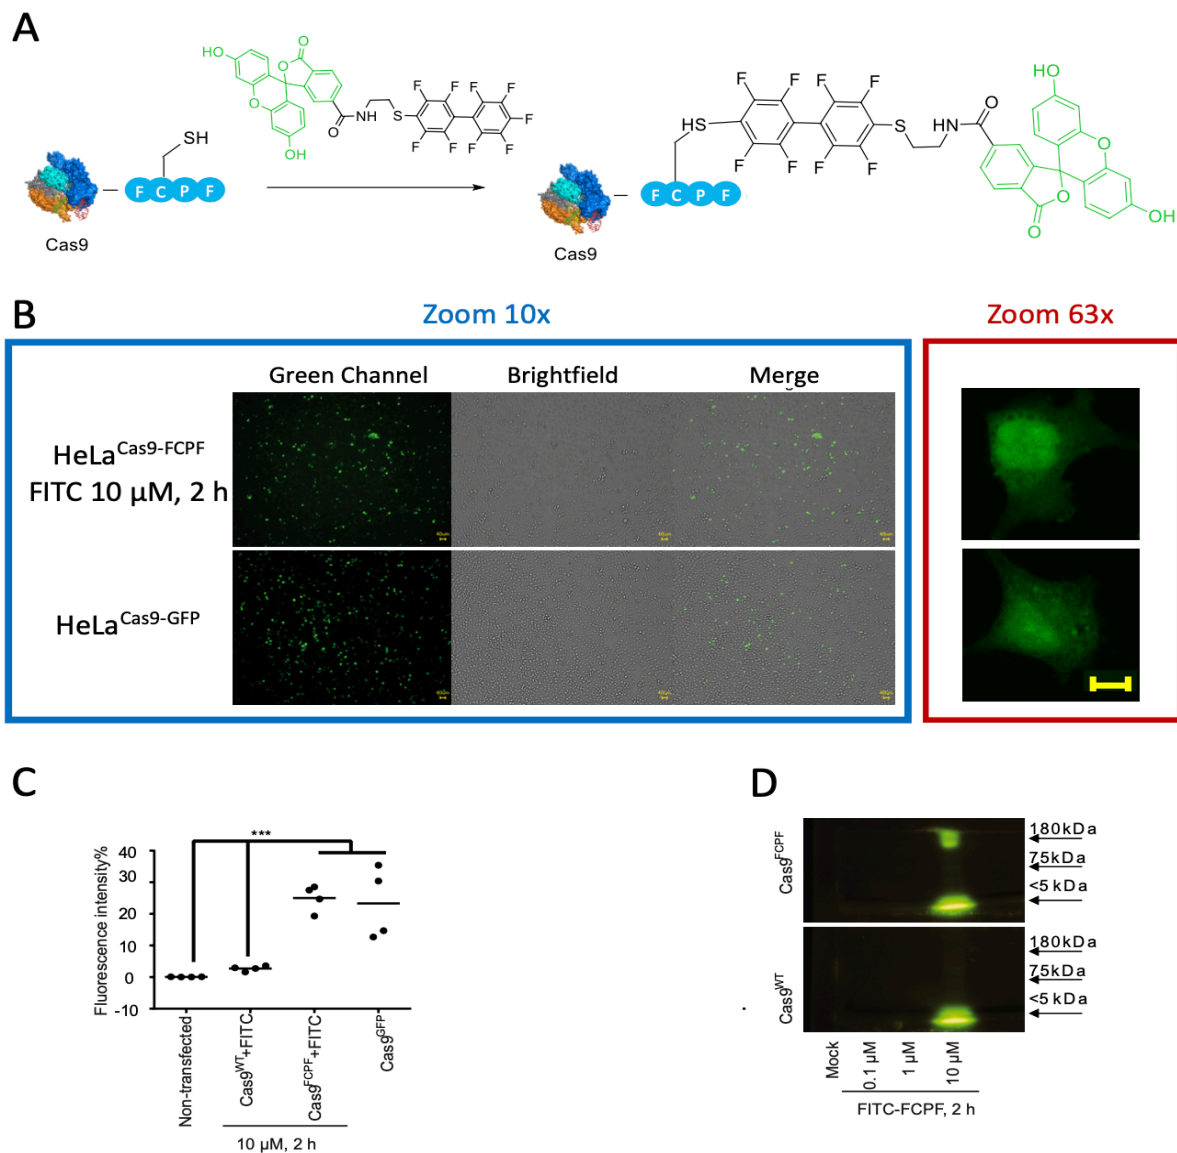 A
HO
O
O
O
OH
O
NH
S
F F F F
F
F F F F
SH
F C P F
Cas9
F F F F
HS
F F F F
S
HN
O
HO
O
O
O
OH
F C P F
Cas9
B
Zoom 10x
Zoom 63x
Green Channel
Brightfield
Merge
HeLaCas9-FCPF
FITC 10 µM, 2 h
HeLaCas9-GFP
C
Fluorescence intensity%
40
30
20
10
0
-10
***
Non-transfected
Cas9WT+FITC
Cas9FCPF+FITC
Cas9GFP
10 µM, 2 h
D
Cas9FCPF
180kDa
75kDa
<5 kDa
Cas9WT
180kDa
75kDa
<5 kDa
Mock
0.1 µM
1 µM
10 µM
FITC-FCPF, 2 h